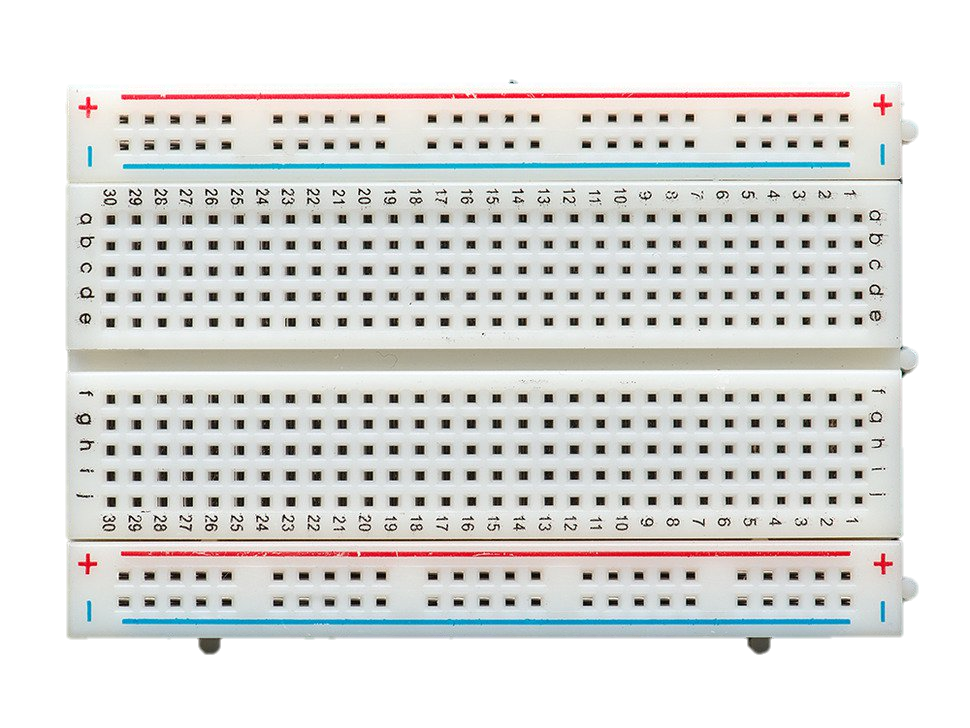 + +
- -
30 29 28 27 26 25 24 23 22 21 20 19 18 17 16 15 14 13 12 11 10 9 8 7 6 5 4 3 2 1
a a
b b
c c
d d
e e
f f
g g
h h
i i
j j
30 29 28 27 26 25 24 23 22 21 20 19 18 17 16 15 14 13 12 11 10 9 8 7 6 5 4 3 2 1
+ +
- -